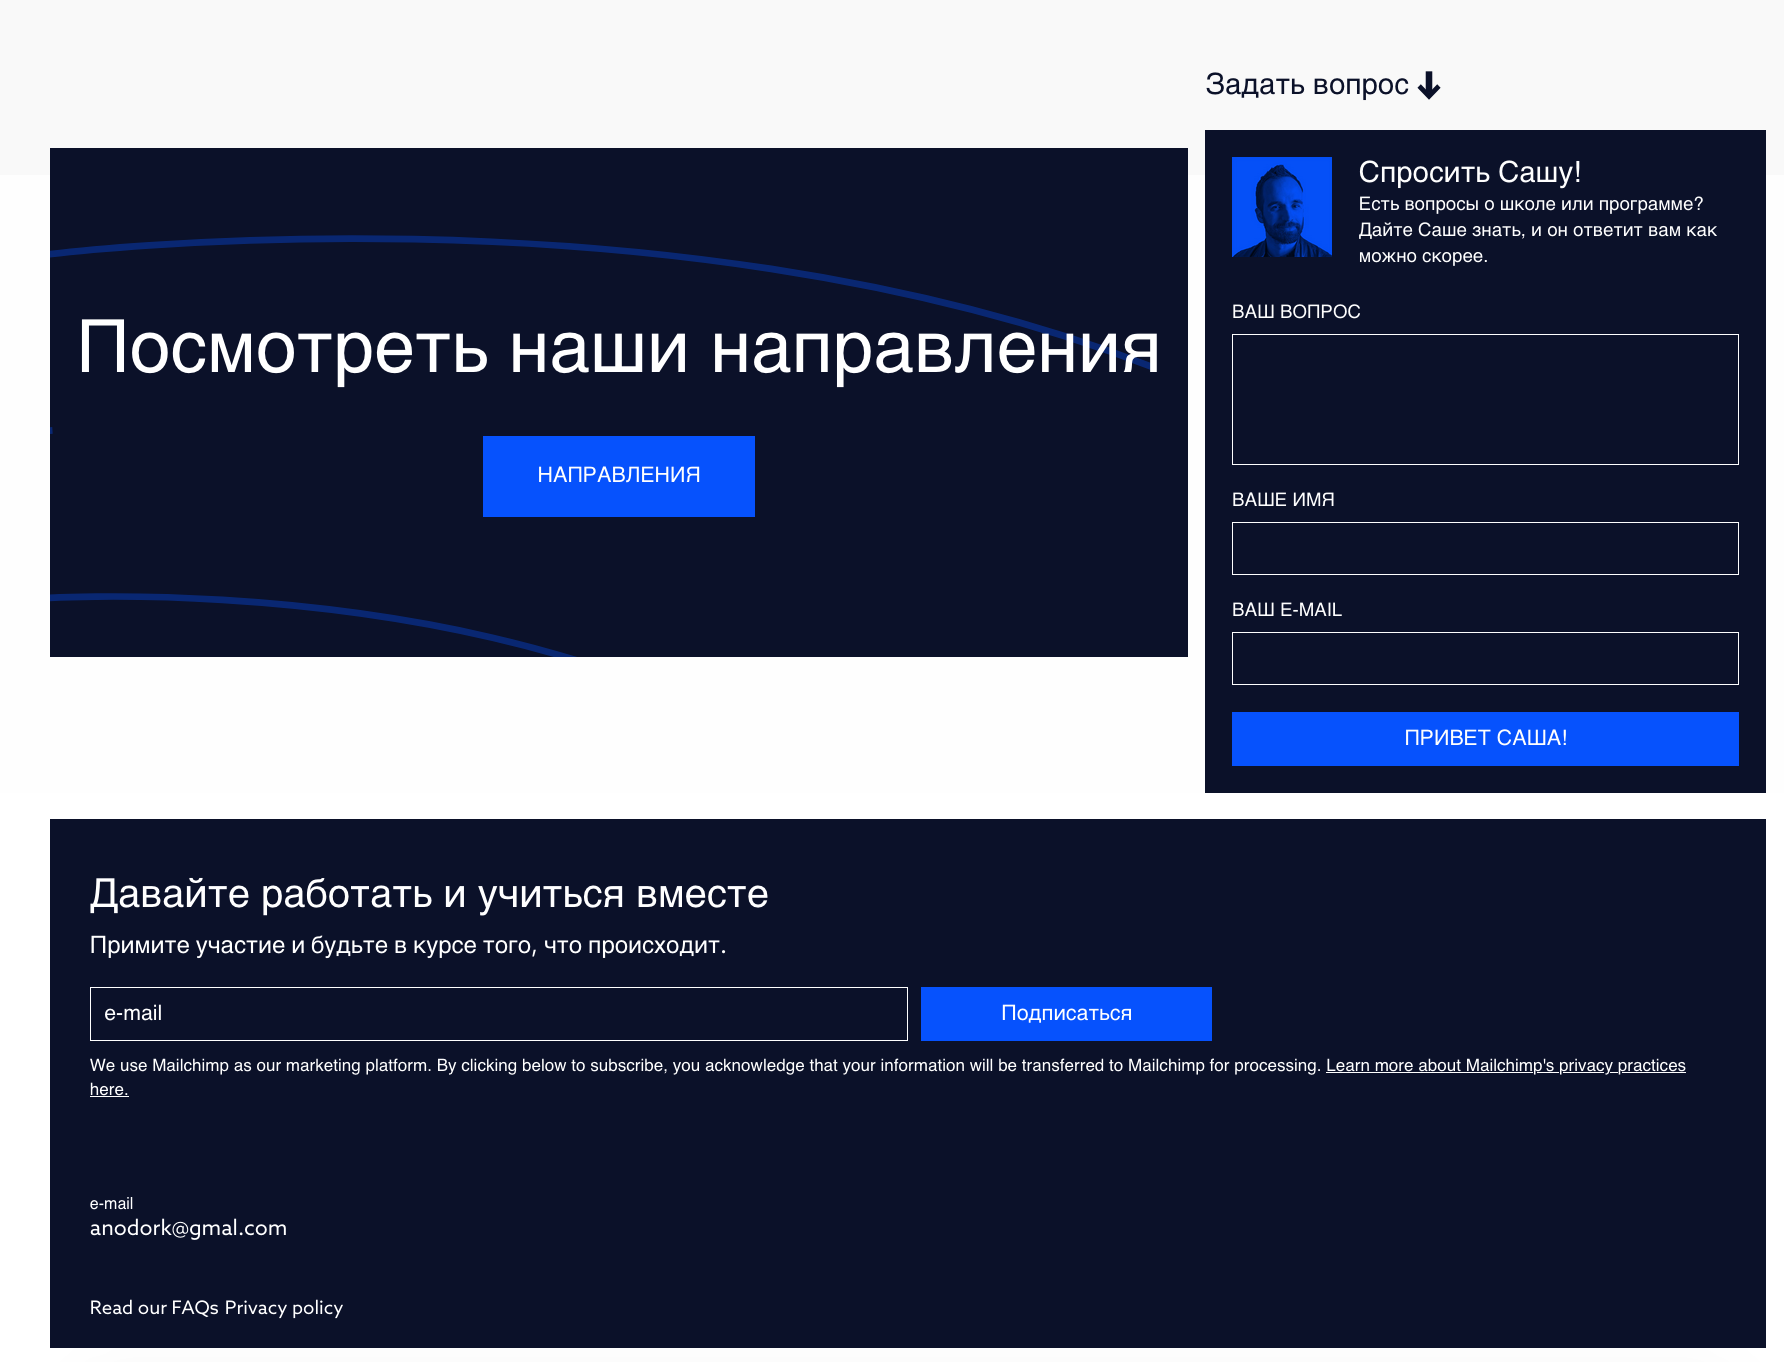 Задать вопрос
Посмотреть наши направления
НАПРАВЛЕНИЯ
Спросить Сашу!
Есть вопросы о школе или программе?
Дайте Саше знать, и он ответит вам как
можно скорее.
ВАШ ВОПРОС
ВАШЕ ИМЯ
ВАШ E-MAIL
ПРИВЕТ САША!
Давайте работать и учиться вместе
Примите участие и будьте в курсе того, что происходит.
e-mail
Подписаться
We use Mailchimp as our marketing platform. By clicking below to subscribe, you acknowledge that your information will be transferred to Mailchimp for processing. Learn more about Mailchimp's privacy practices
here.
e-mail
anodork@gmal.com
Read our FAQs Privacy policy